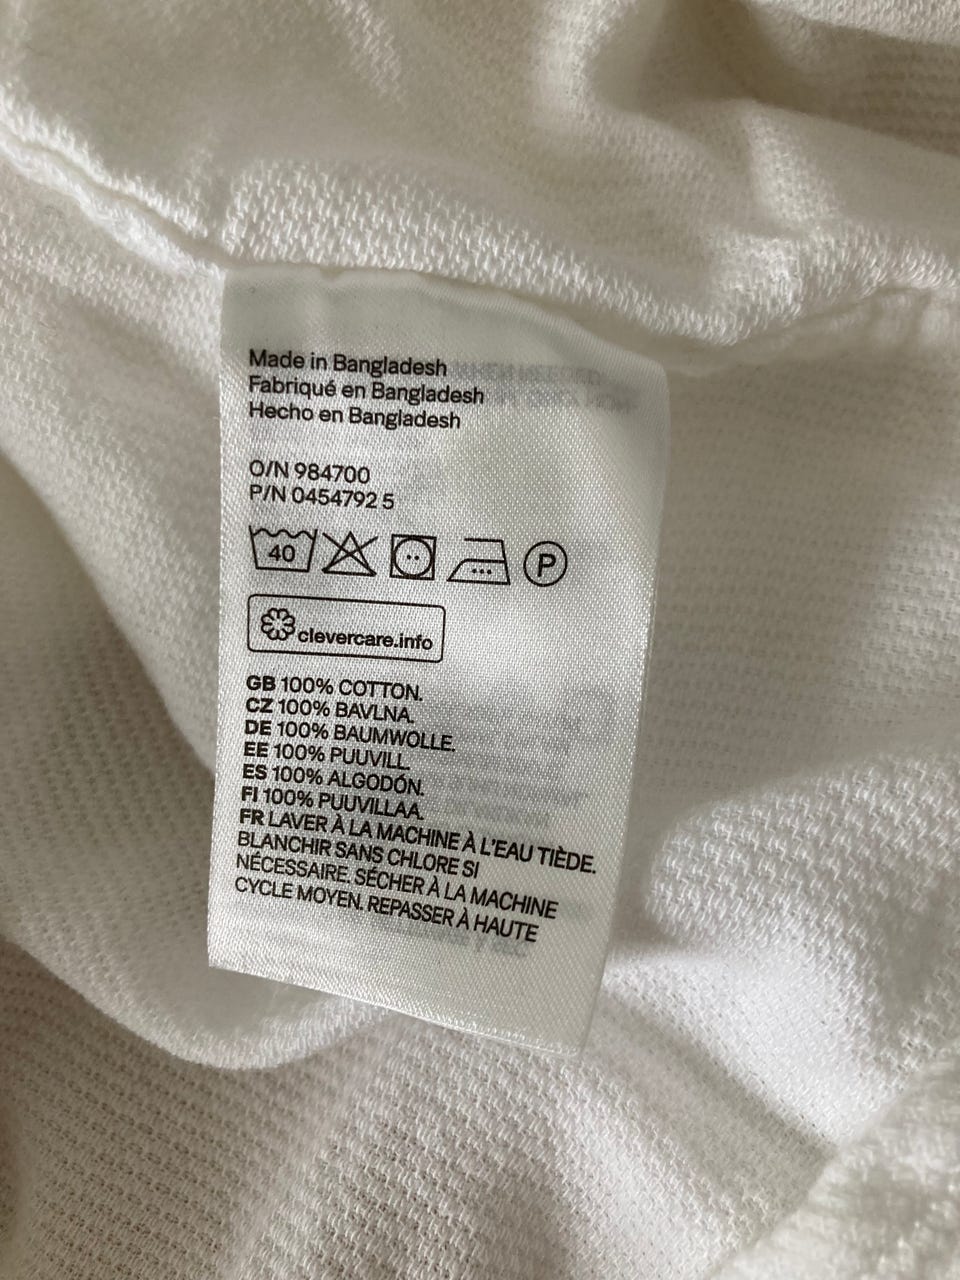 Made in Bangladesh
Fabriqué en Bangladesh
Hecho en Bangladesh
O/N 984700
P/N 0454792 5
40 P
clevercare.info
GB 100% COTTON.
CZ 100% BAVLNA.
DE 100% BAUMWOLLE.
EE 100% PUUVILL.
ES 100% ALGODÓN.
FI 100% PUUVILLAA.
FR LAVER À LA MACHINE À L'EAU TIÈDE.
BLANCHIR SANS CHLORE SI
NÉCESSAIRE. SÉCHER À LA MACHINE
CYCLE MOYEN. REPASSER À HAUTE